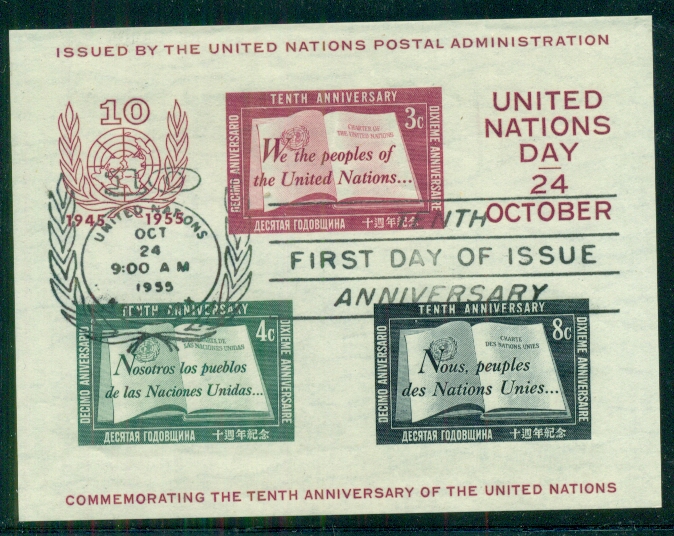 ISSUED BY THE UNITED NATIONS POSTAL ADMINISTRATION
10
1945 1955
TENTH ANNIVERSARY
3c
DECIMO ANIVERSARIO
CHARTER OF
THE UNITED NATIONS
We the peoples of
the United Nations...
DIXIEME ANNIVERSAIRE
ДЕСЯТАЯ ГОДОВЩИНА 十週年紀念
UNITED
NATIONS
DAY
24
OCTOBER
UNITED NATIONS
OCT
24
9:00 AM
1955
TENTH
FIRST DAY OF ISSUE
ANNIVERSARY
TENTH ANNIVERSARY
4c
DECIMO ANIVERSARIO
LAS NACIONES UNIDAS
Nosotros los pueblos
de las Naciones Unidas...
DIXIEME ANNIVERSAIRE
ДЕСЯТАЯ ГОДОВЩИНА 十週年紀念
TENTH ANNIVERSARY
8c
DECIMO ANIVERSARIO
CHARTE
DES NATIONS UNIES
Nous, peuples
des Nations Unies...
DIXIEME ANNIVERSAIRE
ДЕСЯТАЯ ГОДОВЩИНА 十週年紀念
COMMEMORATING THE TENTH ANNIVERSARY OF THE UNITED NATIONS